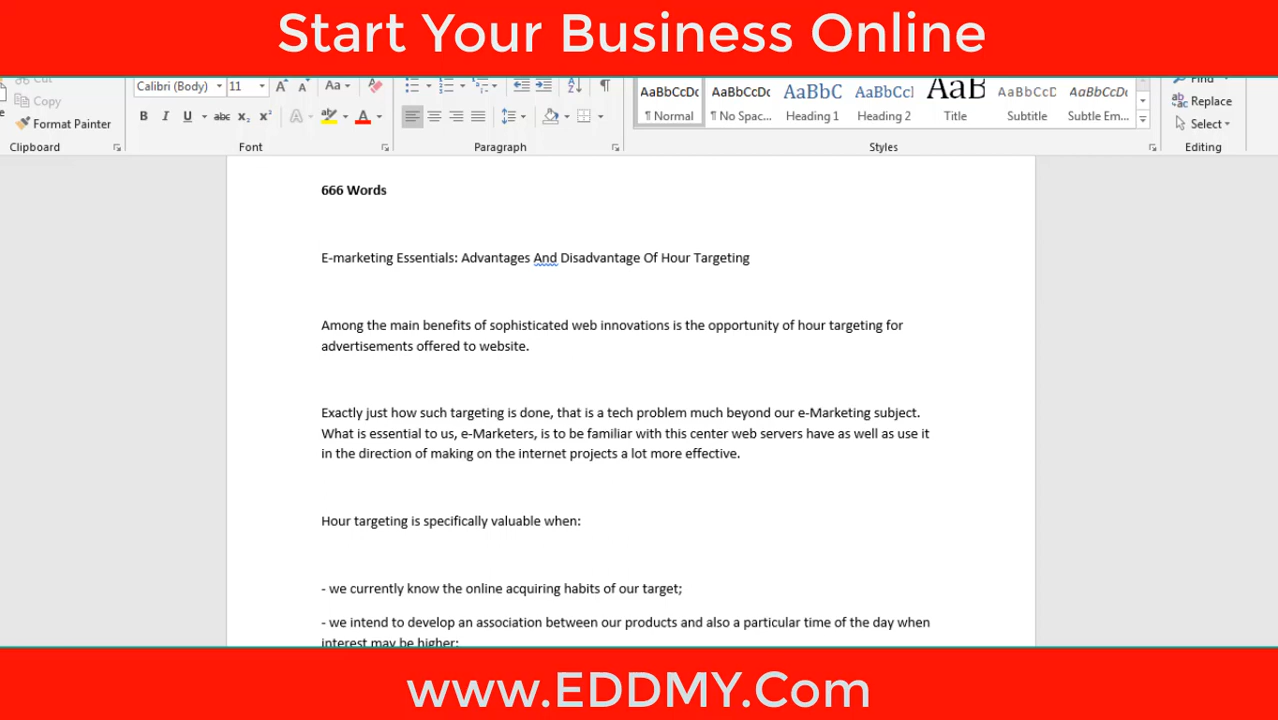 Start Your Business Online
Cut
Calibri (Body) 11 Aa
Find
Copy
AaBbCcDc AaBbCcDc AaBbC AaBbCcl AaB AaBbCcD AaBbCcDc
Replace
Format Painter
B I U abc x₂ x² A ab A
¶ Normal ¶ No Spac... Heading 1 Heading 2 Title Subtitle Subtle Em...
Select
Clipboard Font Paragraph Styles Editing
666 Words
E-marketing Essentials: Advantages And Disadvantage Of Hour Targeting
Among the main benefits of sophisticated web innovations is the opportunity of hour targeting for
advertisements offered to website.
Exactly just how such targeting is done, that is a tech problem much beyond our e-Marketing subject.
What is essential to us, e-Marketers, is to be familiar with this center web servers have as well as use it
in the direction of making on the internet projects a lot more effective.
Hour targeting is specifically valuable when:
- we currently know the online acquiring habits of our target;
- we intend to develop an association between our products and also a particular time of the day when
interest may be higher;
www.EDDMY.Com